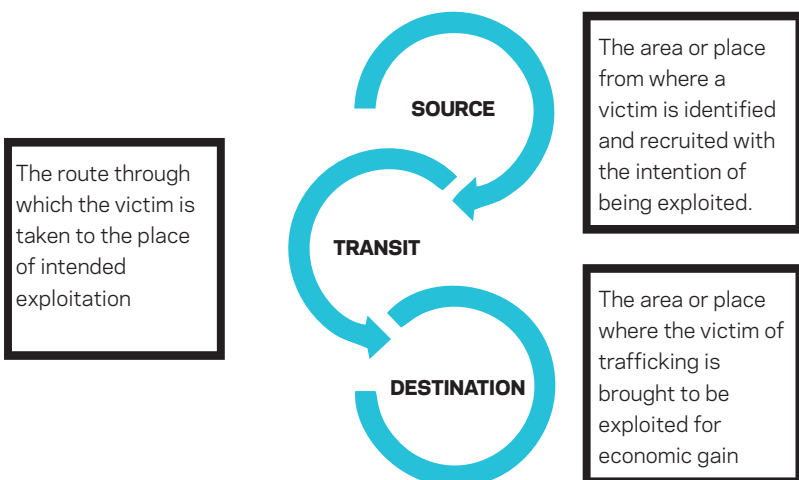 SOURCE
The area or place
from where a
victim is identified
and recruited with
the intention of
being exploited.
The route through
which the victim is
taken to the place
of intended
exploitation
TRANSIT
DESTINATION
The area or place
where the victim of
trafficking is
brought to be
exploited for
economic gain